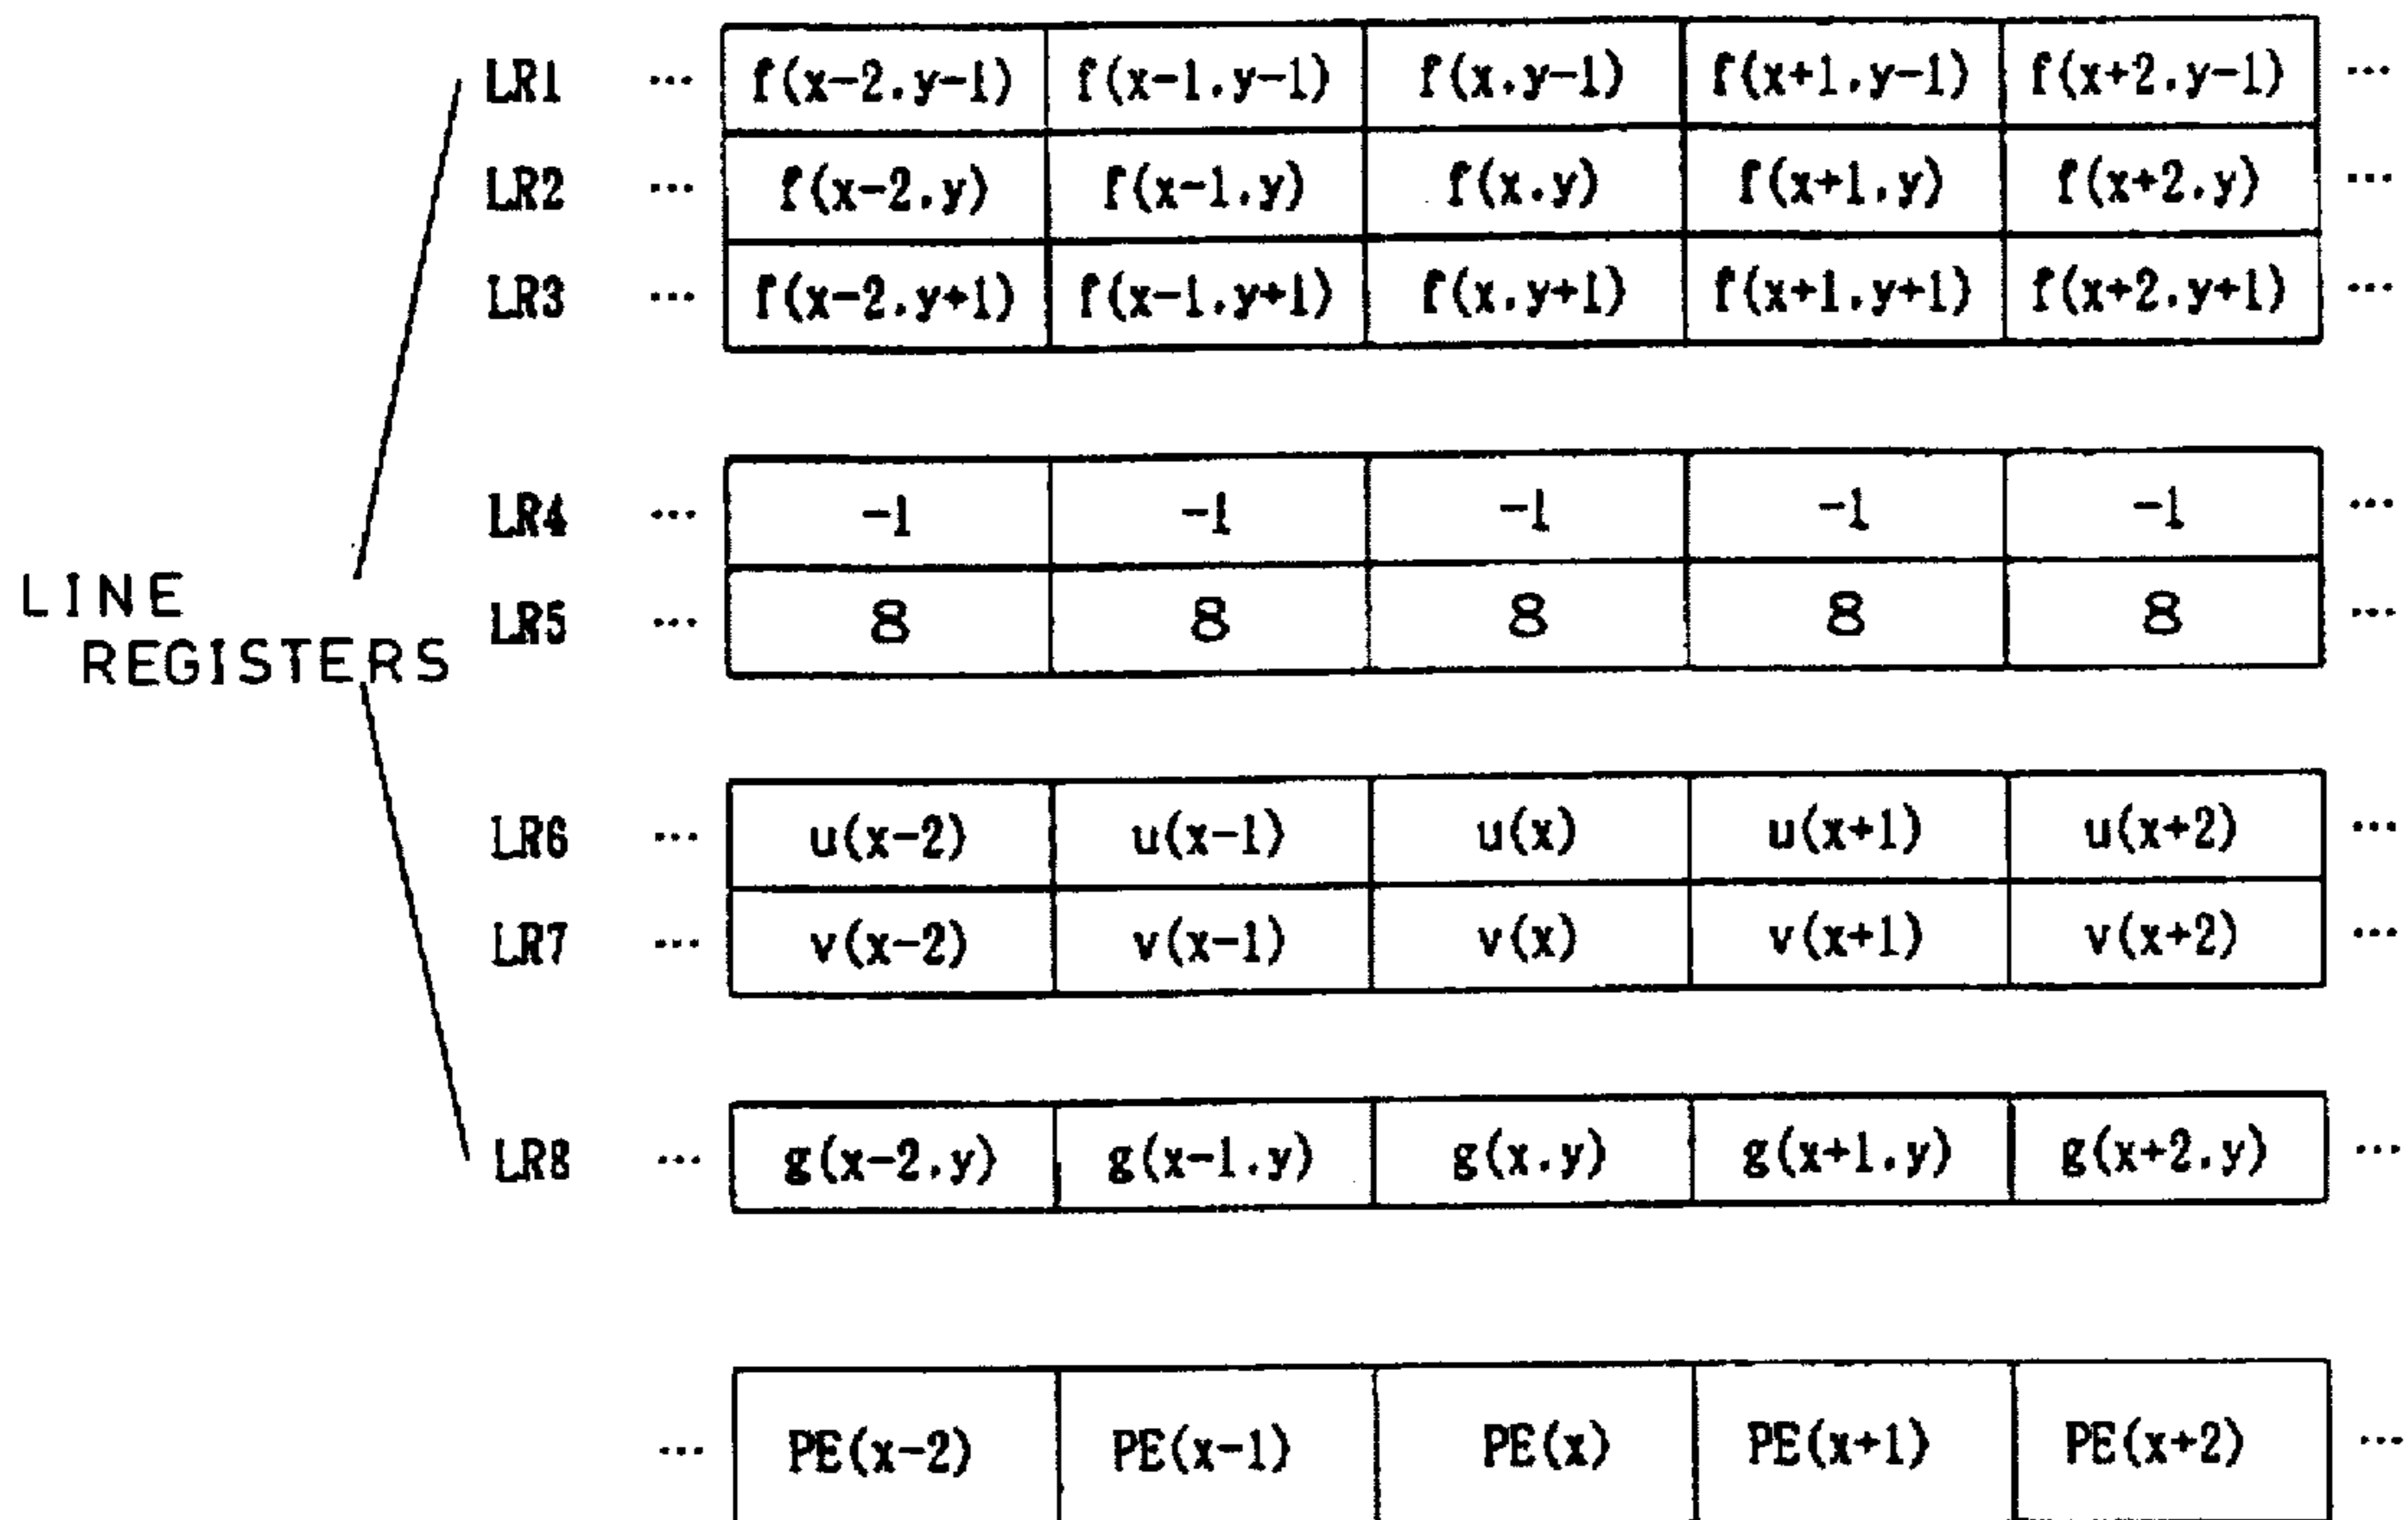 LR1 ... f(x-2.y-1) f(x-1.y-1) f(x.y-1) f(x+1.y-1) f(x+2.y-1) ...
LR2 ... f(x-2.y) f(x-1.y) f(x.y) f(x+1.y) f(x+2.y) ...
LR3 ... f(x-2.y+1) f(x-1.y+1) f(x.y+1) f(x+1.y+1) f(x+2.y+1) ...
LR4 ... -1 -1 -1 -1 -1 ...
LINE
REGISTERS
LR5 ... 8 8 8 8 8 ...
LR6 ... u(x-2) u(x-1) u(x) u(x+1) u(x+2) ...
LR7 ... v(x-2) v(x-1) v(x) v(x+1) v(x+2) ...
LR8 ... g(x-2.y) g(x-1.y) g(x.y) g(x+1.y) g(x+2.y) ...
... PE(x-2) PE(x-1) PE(x) PE(x+1) PE(x+2) ...